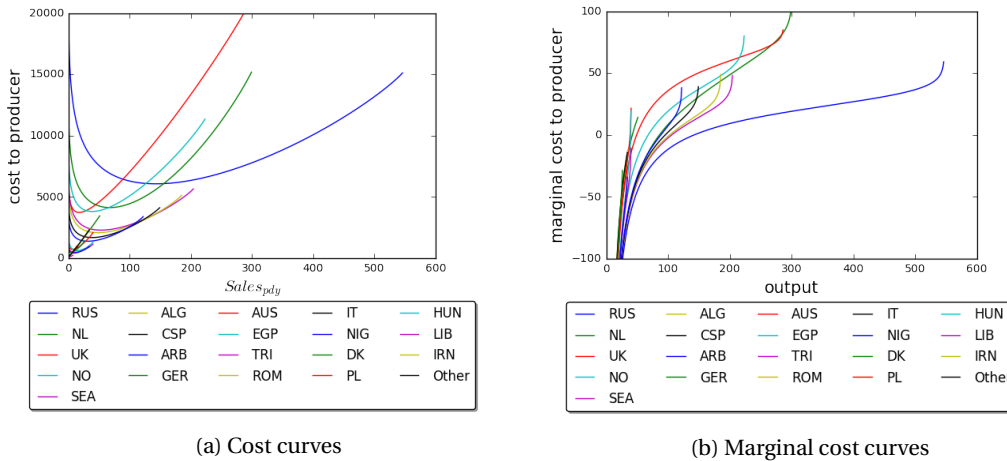 20000
15000
10000
5000
0
cost to producer
0 100 200 300 400 500 600
Sales_pdy
RUS ALG AUS IT HUN
NL CSP EGP NIG LIB
UK ARB TRI DK IRN
NO GER ROM PL Other
SEA
(a) Cost curves
100
50
0
−50
−100
marginal cost to producer
0 100 200 300 400 500 600
output
RUS ALG AUS IT HUN
NL CSP EGP NIG LIB
UK ARB TRI DK IRN
NO GER ROM PL Other
SEA
(b) Marginal cost curves